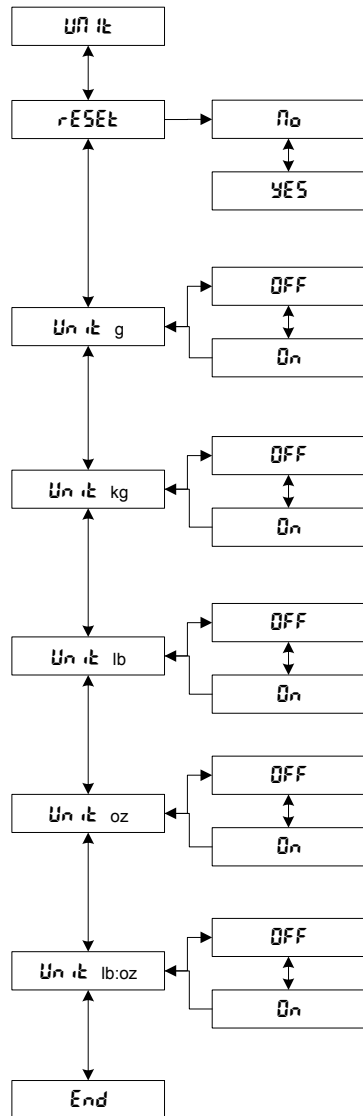 UNIt
rESEt
No
YES
Unit g
OFF
On
Unit kg
OFF
On
Unit lb
OFF
On
Unit oz
OFF
On
Unit lb:oz
OFF
On
End